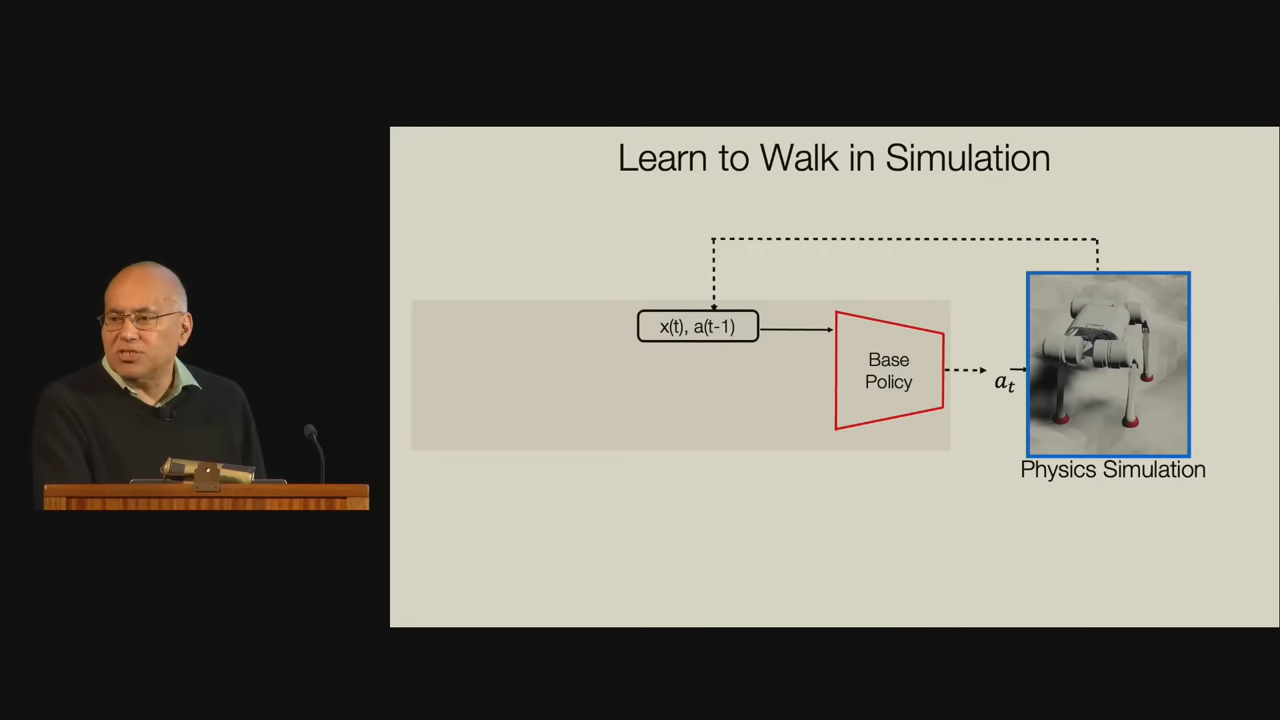 Learn to Walk in Simulation
x(t), a(t-1)
Base
Policy
a_t
Physics Simulation